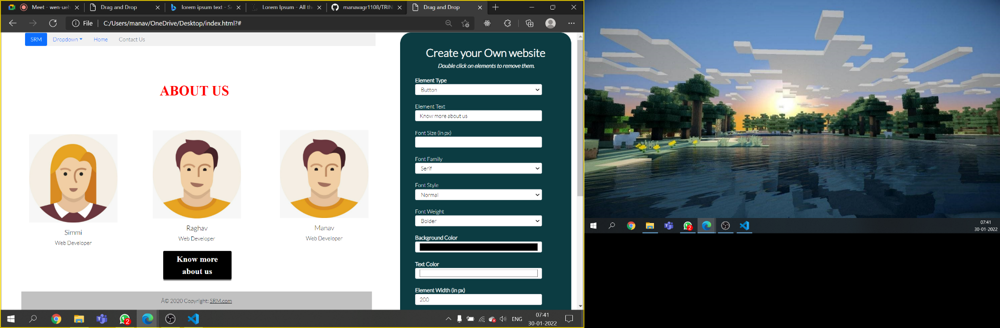 Meet - wen-ueh
Drag and Drop
lorem ipsum text - Se
Lorem Ipsum - All the
manavagr1108/TRIN
Drag and Drop
File
C:/Users/manav/OneDrive/Desktop/index.html?#
SRM
Dropdown
Home
Contact Us
ABOUT US
Simmi
Web Developer
Raghav
Web Developer
Manav
Web Developer
Know more
about us
Â© 2020 Copyright: SRM.com
Create your Own website
Double click on elements to remove them.
Element Type
Button
Element Text
Know more about us
Font Size (in px)
Font Family
Serif
Font Style
Normal
Font Weight
Bolder
Background Color
Text Color
Element Width (in px)
200
2
ENG
07:41
30-01-2022
2
07:41
30-01-2022